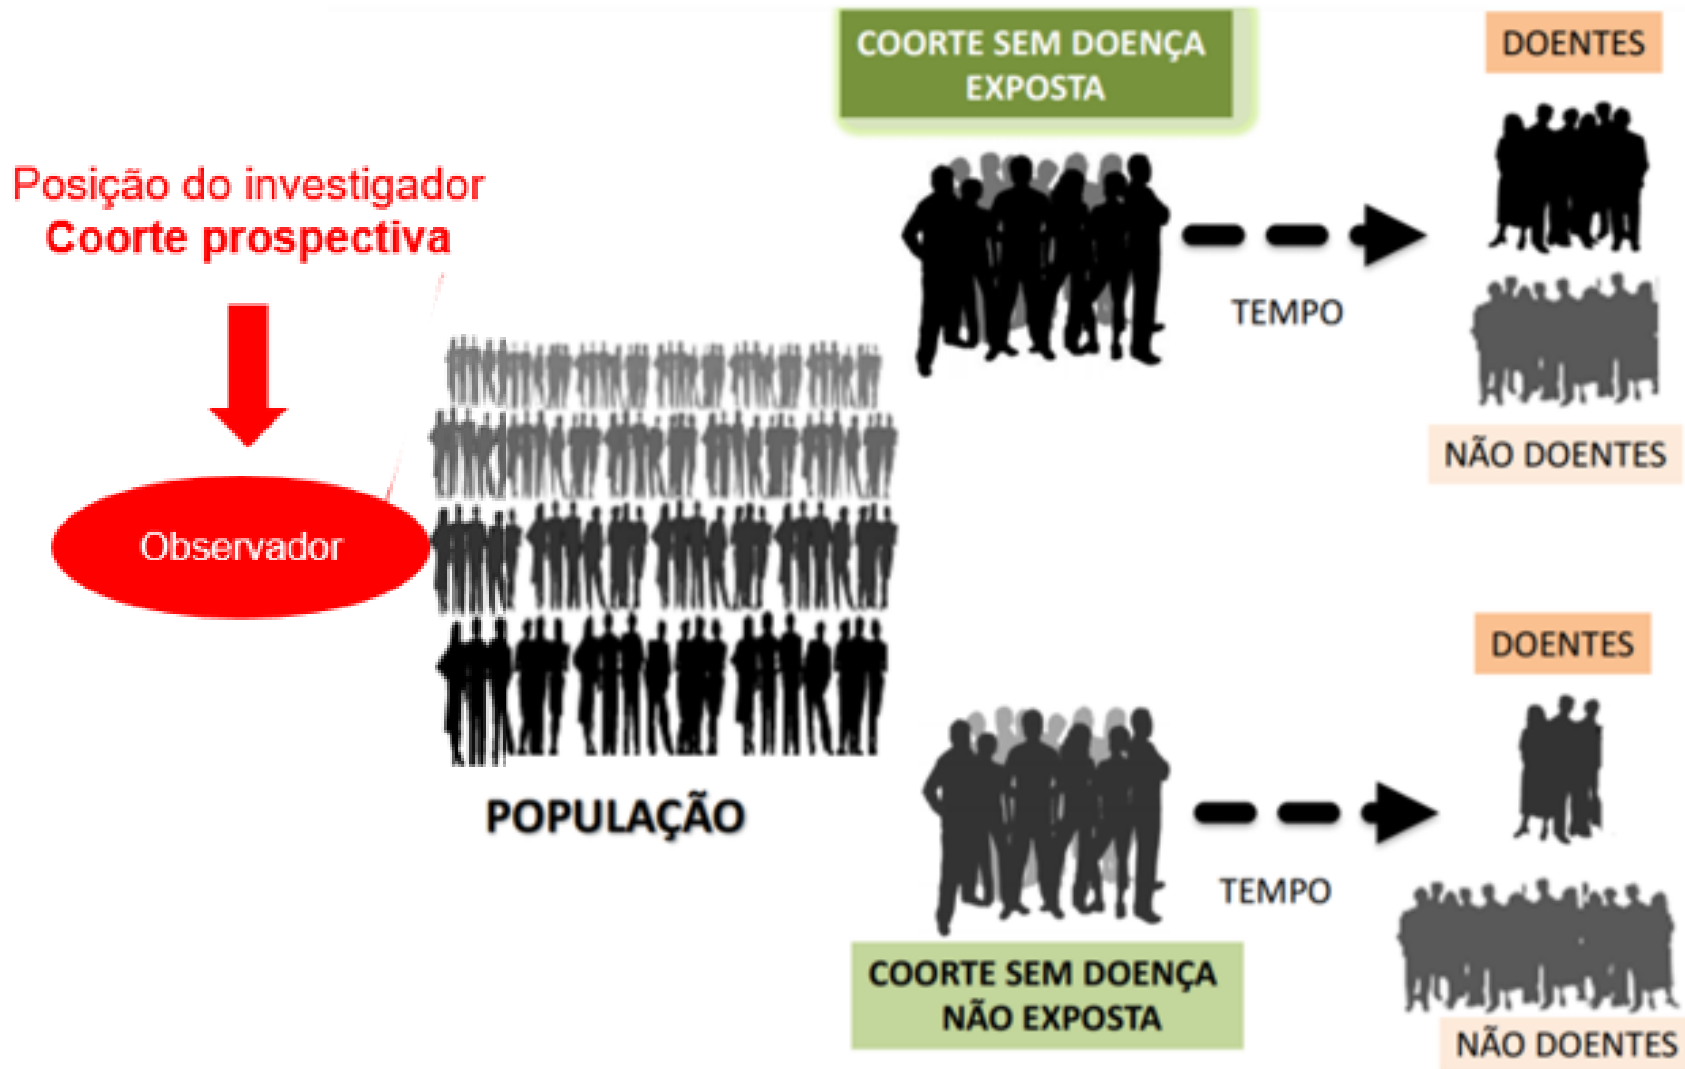 Posição do investigador
Coorte prospectiva
Observador
POPULAÇÃO
COORTE SEM DOENÇA
EXPOSTA
TEMPO
DOENTES
NÃO DOENTES
COORTE SEM DOENÇA
NÃO EXPOSTA
TEMPO
DOENTES
NÃO DOENTES